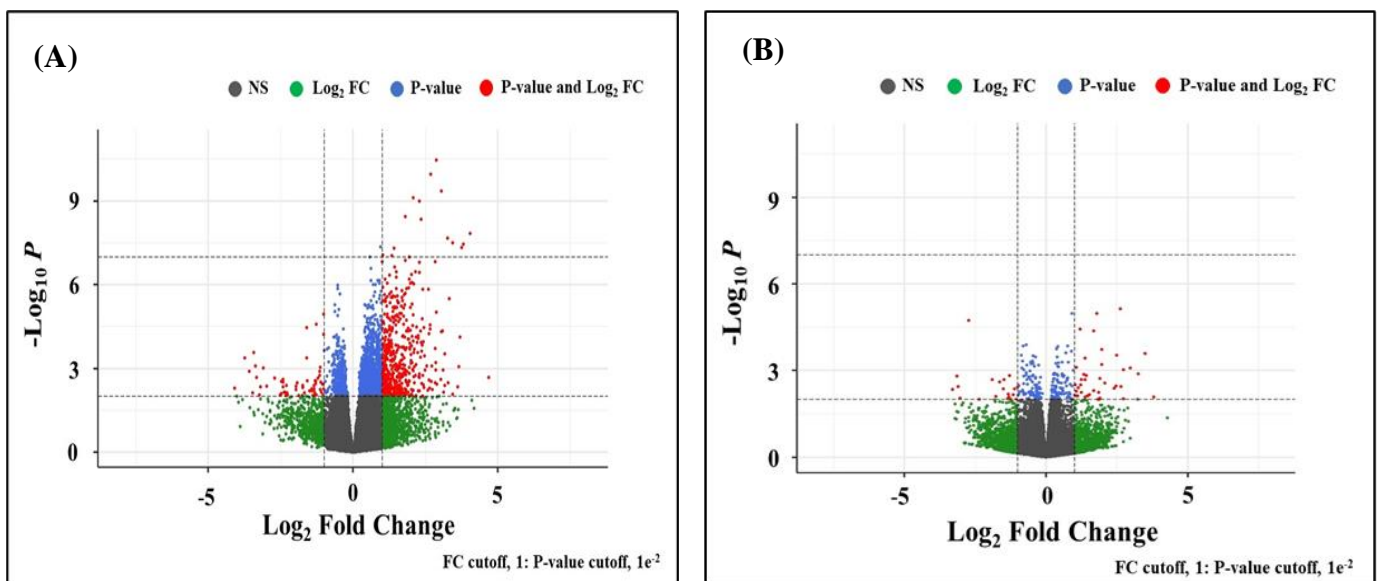 (A)
NS Log₂ FC P-value P-value and Log₂ FC
9
6
3
0
-Log₁₀ P
-5 0 5
Log₂ Fold Change
FC cutoff, 1: P-value cutoff, 1e⁻²
(B)
NS Log₂ FC P-value P-value and Log₂ FC
9
6
3
0
-Log₁₀ P
-5 0 5
Log₂ Fold Change
FC cutoff, 1: P-value cutoff, 1e⁻²